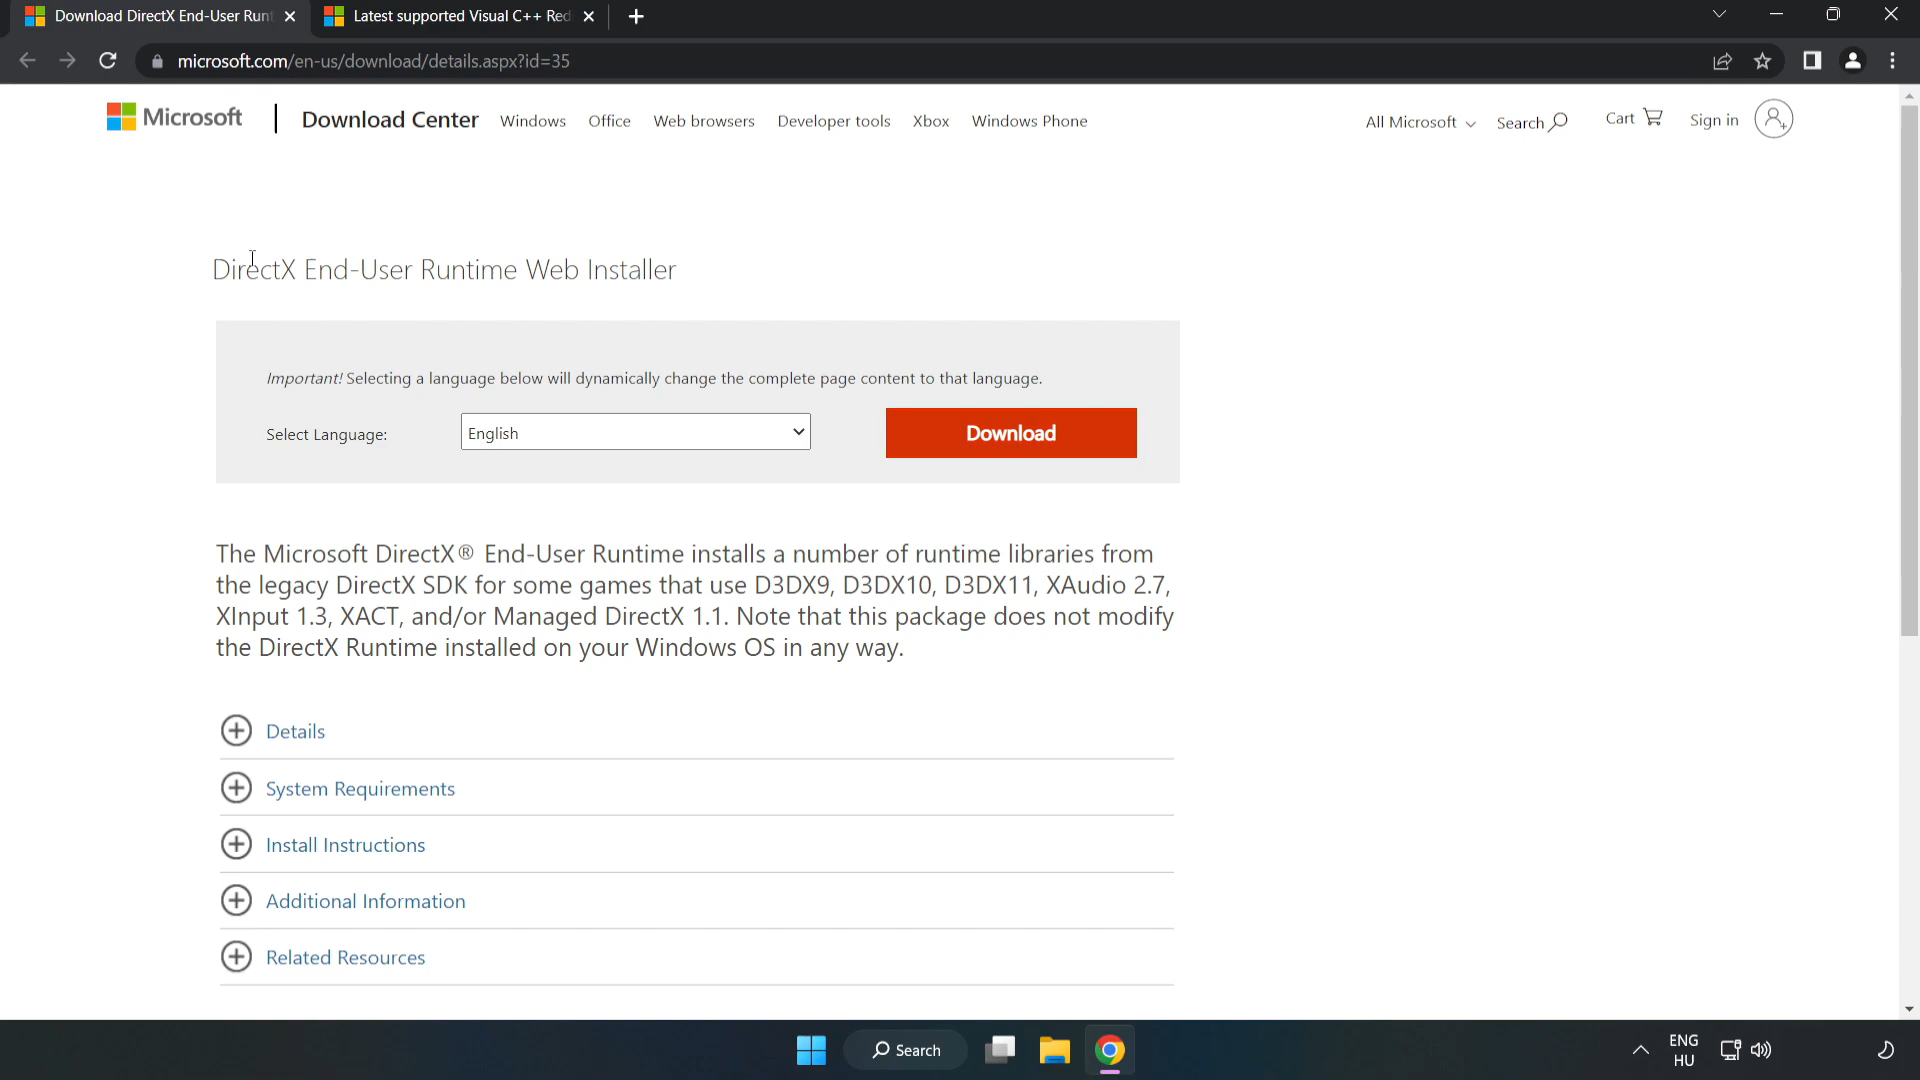 Download DirectX End-User Runt
Latest supported Visual C++ Red
microsoft.com/en-us/download/details.aspx?id=35
Microsoft
Download Center
Windows
Office
Web browsers
Developer tools
Xbox
Windows Phone
All Microsoft
Search
Cart
Sign in
DirectX End-User Runtime Web Installer
Important! Selecting a language below will dynamically change the complete page content to that language.
Select Language:
English
Download
The Microsoft DirectX® End-User Runtime installs a number of runtime libraries from
the legacy DirectX SDK for some games that use D3DX9, D3DX10, D3DX11, XAudio 2.7,
XInput 1.3, XACT, and/or Managed DirectX 1.1. Note that this package does not modify
the DirectX Runtime installed on your Windows OS in any way.
Details
System Requirements
Install Instructions
Additional Information
Related Resources
Search
ENG
HU